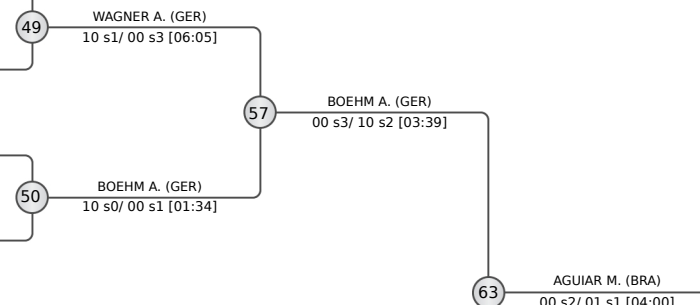 49
WAGNER A. (GER)
10 s1/ 00 s3 [06:05]
57
BOEHM A. (GER)
00 s3/ 10 s2 [03:39]
50
BOEHM A. (GER)
10 s0/ 00 s1 [01:34]
63
AGUIAR M. (BRA)
00 s2/ 01 s1 [04:00]